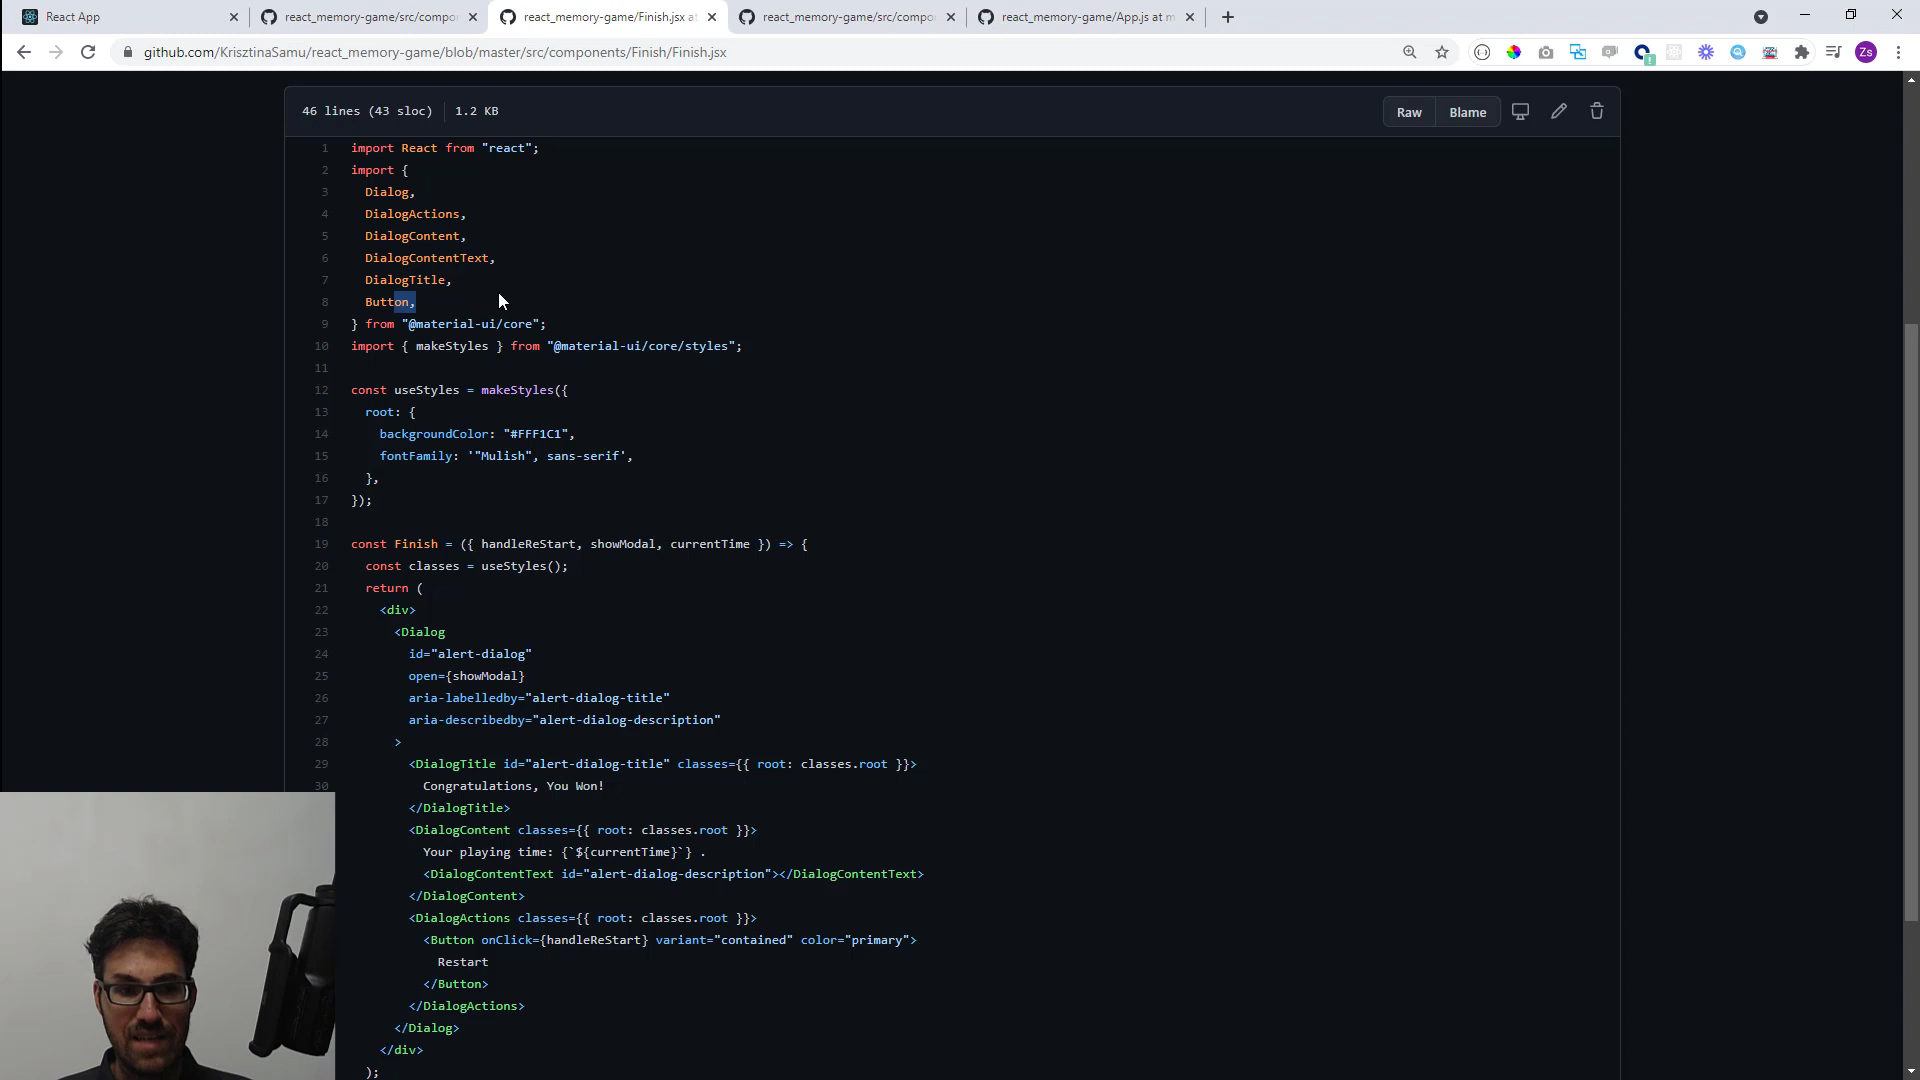 React App
react_memory-game/src/compo
react_memory-game/Finish.jsx at
react_memory-game/src/compo
react_memory-game/App.js at m
github.com/KrisztinaSamu/react_memory-game/blob/master/src/components/Finish/Finish.jsx
Zs
46 lines (43 sloc) 1.2 KB
Raw Blame
1 import React from "react";
2 import {
3 Dialog,
4 DialogActions,
5 DialogContent,
6 DialogContentText,
7 DialogTitle,
8 Button,
9 } from "@material-ui/core";
10 import { makeStyles } from "@material-ui/core/styles";
11
12 const useStyles = makeStyles({
13 root: {
14 backgroundColor: "#FFF1C1",
15 fontFamily: '"Mulish", sans-serif',
16 },
17 });
18
19 const Finish = ({ handleReStart, showModal, currentTime }) => {
20 const classes = useStyles();
21 return (
22 <div>
23 <Dialog
24 id="alert-dialog"
25 open={showModal}
26 aria-labelledby="alert-dialog-title"
27 aria-describedby="alert-dialog-description"
28 >
29 <DialogTitle id="alert-dialog-title" classes={{ root: classes.root }}>
30 Congratulations, You Won!
</DialogTitle>
<DialogContent classes={{ root: classes.root }}>
Your playing time: {`${currentTime}`} .
<DialogContentText id="alert-dialog-description"></DialogContentText>
</DialogContent>
<DialogActions classes={{ root: classes.root }}>
<Button onClick={handleReStart} variant="contained" color="primary">
Restart
</Button>
</DialogActions>
</Dialog>
</div>
);